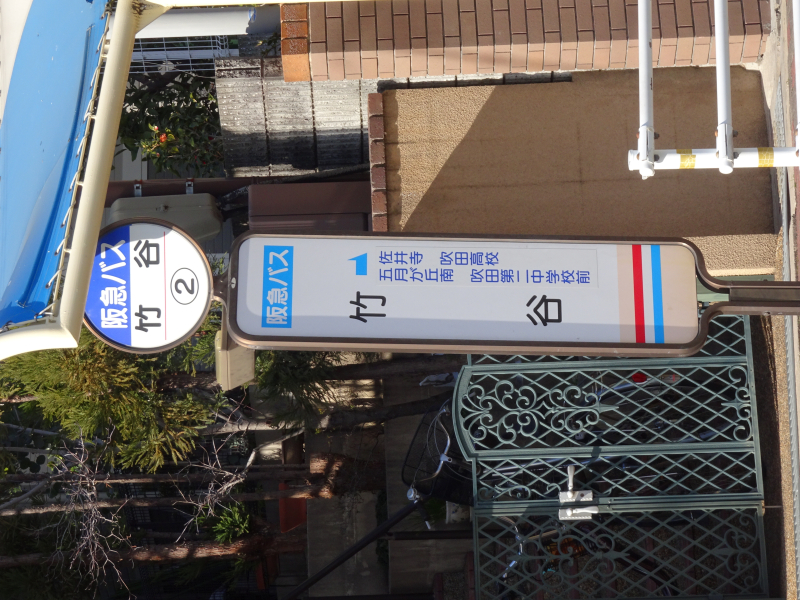 阪急バス
竹谷
②
阪急バス
佐井寺 吹田高校
五月が丘南 吹田第二中学校前
竹谷